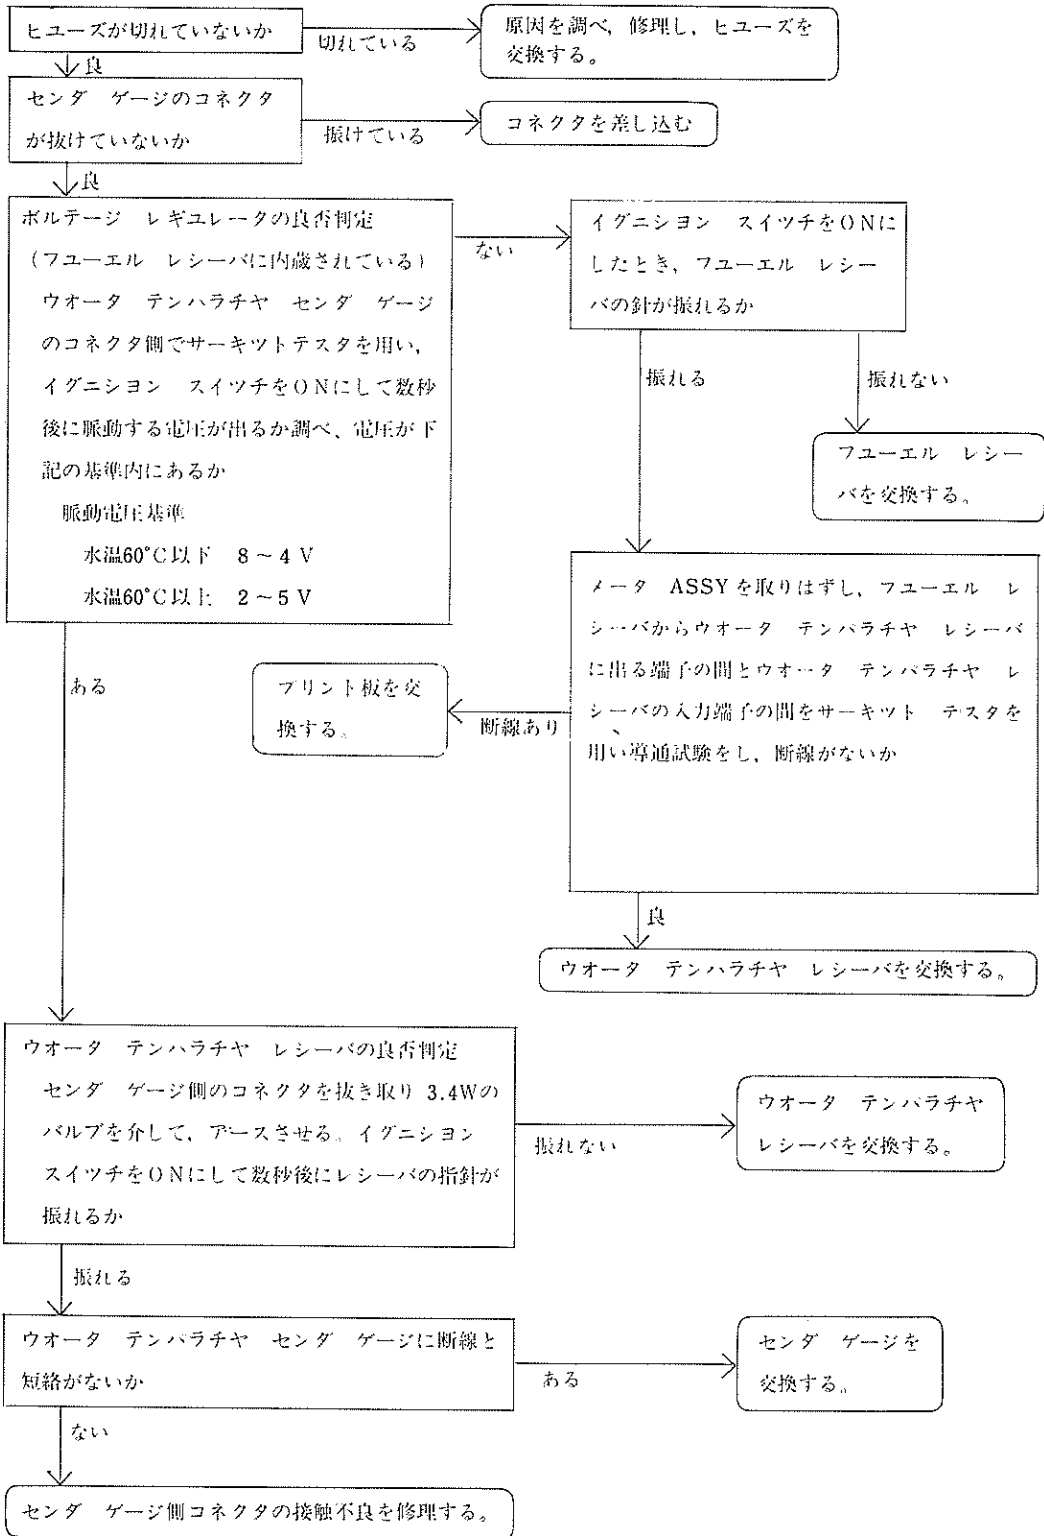 ヒユーズが切れていないか
切れている
原因を調べ，修理し，ヒユーズを
交換する。
良
センダ　ゲージのコネクタ
が抜けていないか
振けている
コネクタを差し込む
良
ボルテージ　レギユレータの良否判定
（フユーエル　レシーバに内蔵されている）
ウオータ　テンハラチヤ　センダ　ゲージ
のコネクタ側でサーキツトテスタを用い，
イグニシヨン　スイツチをONにして数秒
後に脈動する電圧が出るか調べ、電圧が下
記の基準内にあるか
脈動電圧基準
水温60°C以下　8～4 V
水温60°C以上　2～5 V
ない
イグニシヨン　スイツチをONに
したとき，フユーエル　レシー
バの針が振れるか
振れる
振れない
フユーエル　レシー
バを交換する。
メータ　ASSYを取りはずし，フユーエル　レ
シーバからウオータ　テンパラチヤ　レシーバ
に出る端子の間とウオータ　テンパラチヤ　レ
シーバの入力端子の間をサーキツト　テスタを
用い導通試験をし，断線がないか
断線あり
プリント板を交
換する。
ある
良
ウオータ　テンハラチヤ　レシーバを交換する。
ウオータ　テンハラチヤ　レシーバの良否判定
センダ　ゲージ側のコネクタを抜き取り 3.4Wの
バルブを介して，アースさせる。イグニシヨン
スイツチをONにして数秒後にレシーバの指針が
振れるか
振れない
ウオータ　テンパラチヤ
レシーバを交換する。
振れる
ウオータ　テンパラチヤ　センダ　ゲージに断線と
短絡がないか
ある
センダ　ゲージを
交換する。
ない
センダ　ゲージ側コネクタの接触不良を修理する。